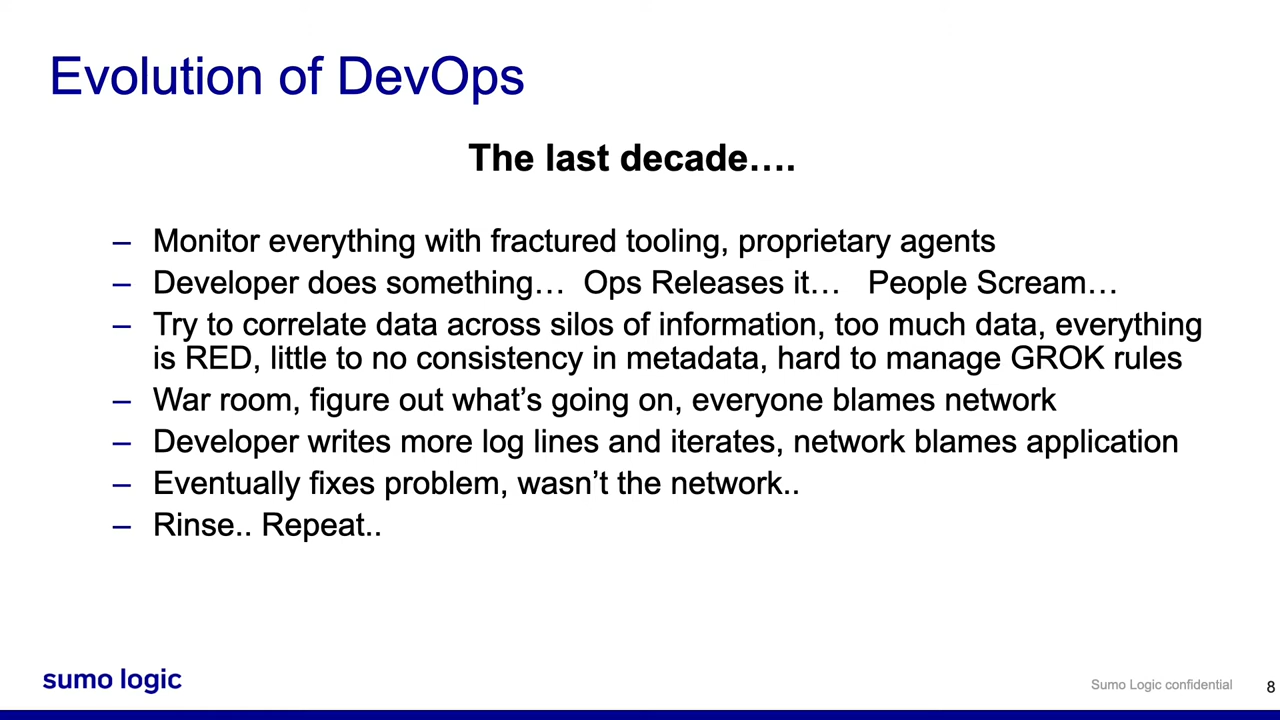 Evolution of DevOps
The last decade….
– Monitor everything with fractured tooling, proprietary agents
– Developer does something… Ops Releases it… People Scream…
– Try to correlate data across silos of information, too much data, everything
is RED, little to no consistency in metadata, hard to manage GROK rules
– War room, figure out what’s going on, everyone blames network
– Developer writes more log lines and iterates, network blames application
– Eventually fixes problem, wasn’t the network..
– Rinse.. Repeat..
sumo logic
Sumo Logic confidential
8